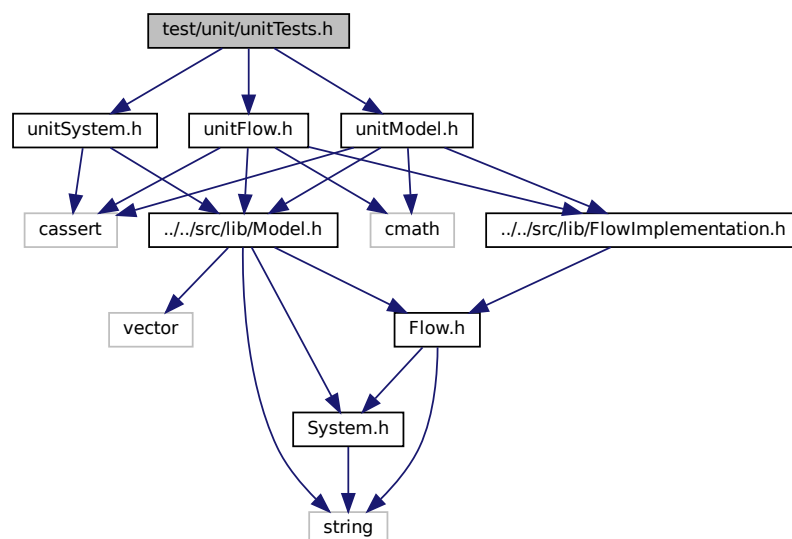 test/unit/unitTests.h
unitSystem.h
unitFlow.h
unitModel.h
cassert
../../src/lib/Model.h
cmath
../../src/lib/FlowImplementation.h
vector
Flow.h
System.h
string